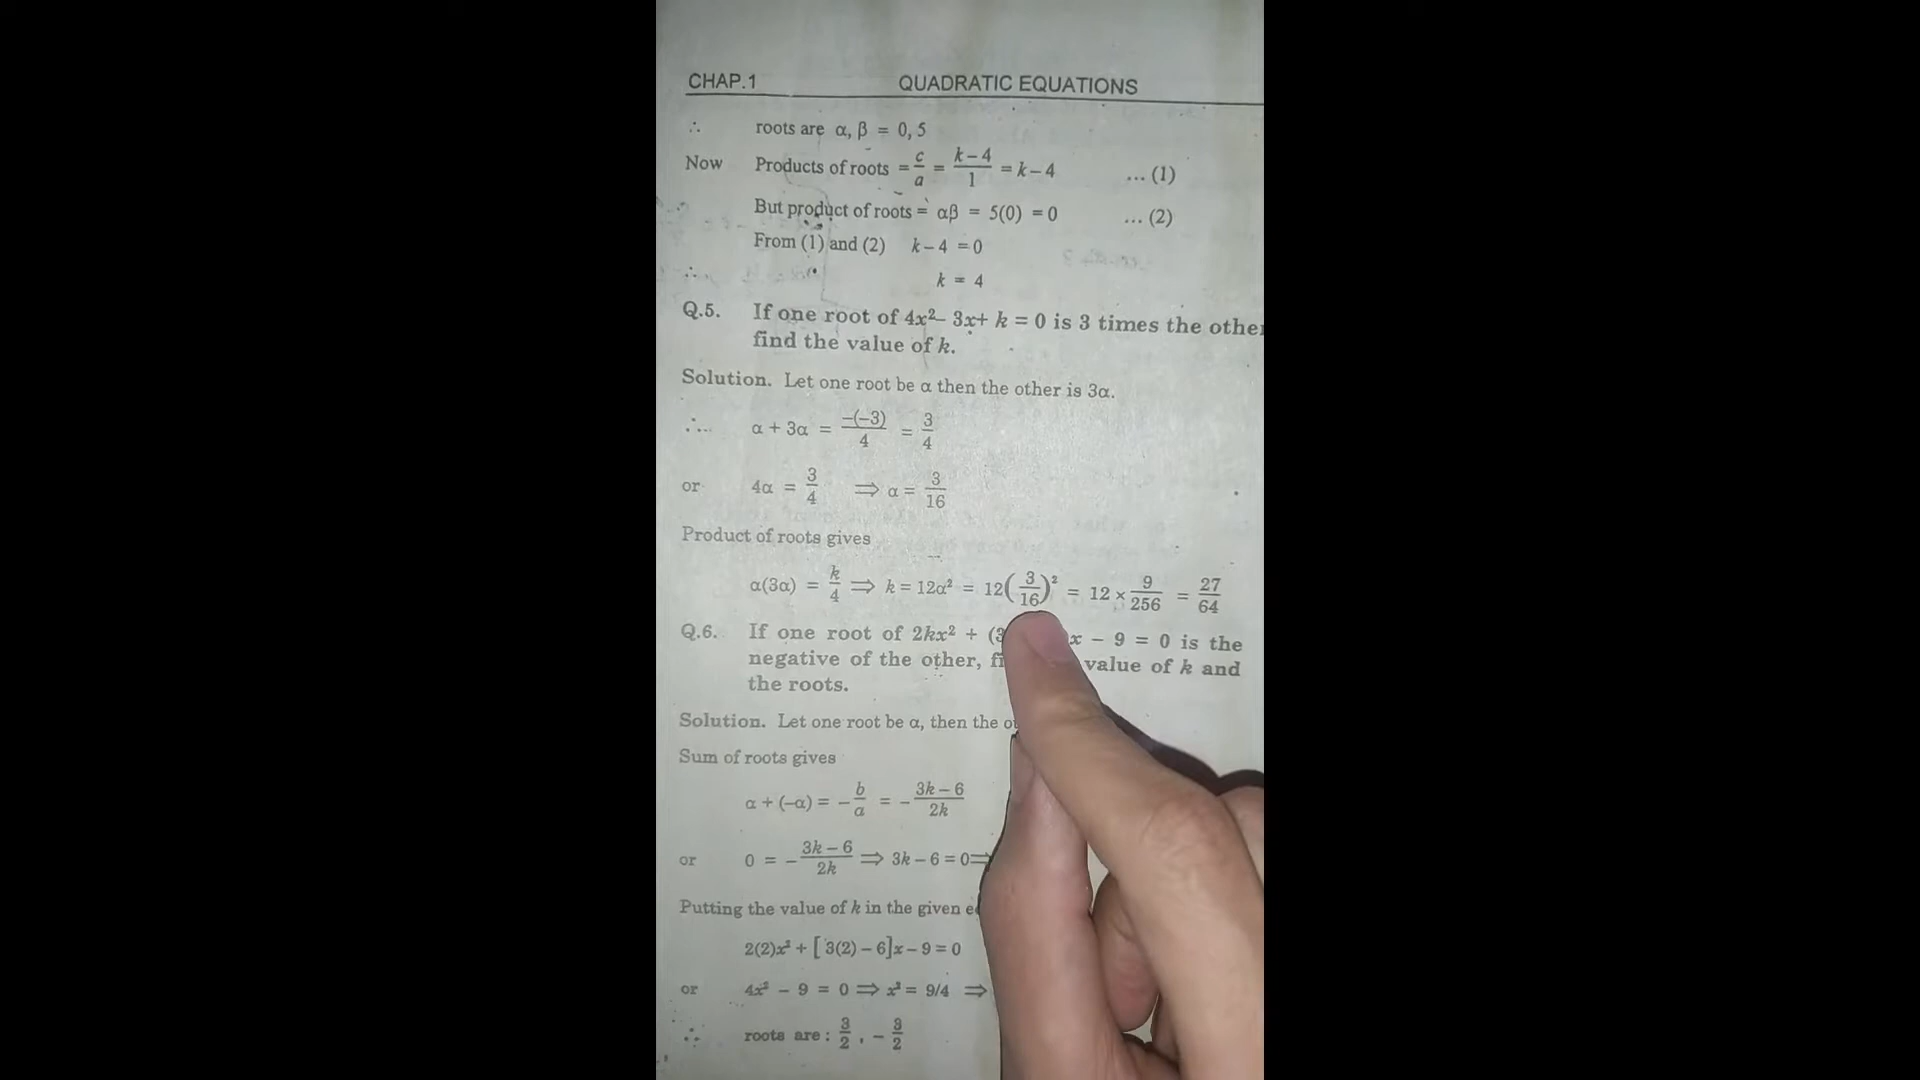 CHAP.1 QUADRATIC EQUATIONS
∴ roots are α, β = 0, 5
Now Products of roots = c/a = (k – 4)/1 = k – 4 ... (1)
But product of roots = αβ = 5(0) = 0 ... (2)
From (1) and (2) k – 4 = 0
∴ k = 4
Q.5. If one root of 4x² – 3x + k = 0 is 3 times the other
find the value of k.
Solution. Let one root be α then the other is 3α.
∴ α + 3α = –(–3)/4 = 3/4
or 4α = 3/4 ⟹ α = 3/16
Product of roots gives
α(3α) = k/4 ⟹ k = 12α² = 12(3/16)² = 12 × 9/256 = 27/64
Q.6. If one root of 2kx² + (3 x – 9 = 0 is the
negative of the other, value of k and
the roots.
Solution. Let one root be α, then the
Sum of roots gives
α + (–α) = – b/a = – (3k – 6)/2k
or 0 = – (3k – 6)/2k ⟹ 3k – 6 = 0 ⟹
Putting the value of k in the given
2(2)x² + [3(2) – 6]x – 9 = 0
or 4x² – 9 = 0 ⟹ x² = 9/4 ⟹
∴ roots are : 3/2 , – 3/2